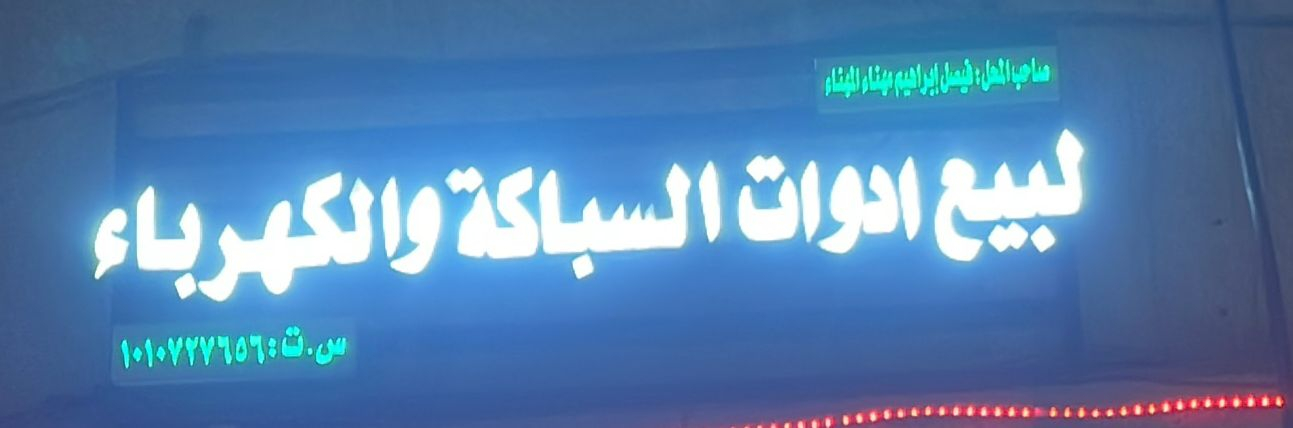 صاحب المحل: فيصل إبراهيم مهناء المهناء
لبيع ادوات السباكة والكهرباء
س.ت: ١٠١٠٧٢٧٦٥٦